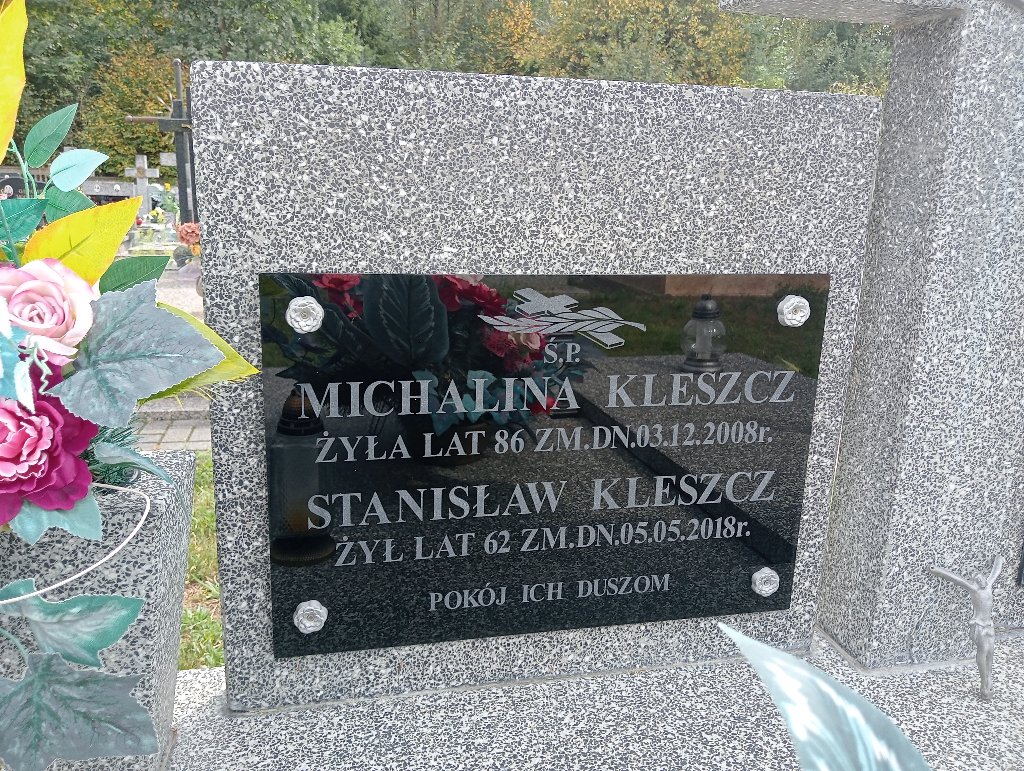 Ś.P.
MICHALINA KLESZCZ
ŻYŁA LAT 86 ZM.DN.03.12.2008r.
STANISŁAW KLESZCZ
ŻYŁ LAT 62 ZM.DN.05.05.2018r.
POKÓJ ICH DUSZOM